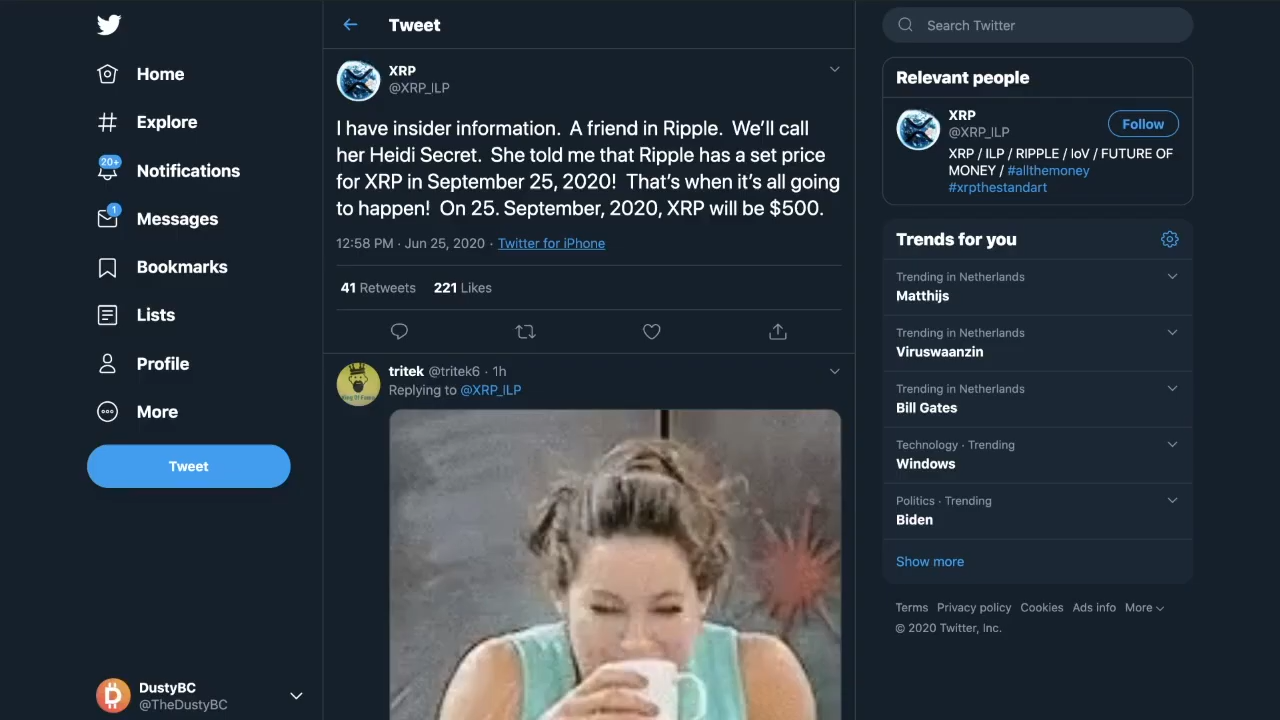 Home
Explore
20+
Notifications
1
Messages
Bookmarks
Lists
Profile
More
Tweet
DustyBC
@TheDustyBC
Tweet
XRP
@XRP_ILP
I have insider information. A friend in Ripple. We'll call
her Heidi Secret. She told me that Ripple has a set price
for XRP in September 25, 2020! That's when it's all going
to happen! On 25. September, 2020, XRP will be $500.
12:58 PM · Jun 25, 2020 · Twitter for iPhone
41 Retweets 221 Likes
tritek @tritek6 · 1h
Replying to @XRP_ILP
Search Twitter
Relevant people
XRP
@XRP_ILP
Follow
XRP / ILP / RIPPLE / IoV / FUTURE OF
MONEY / #allthemoney
#xrpthestandart
Trends for you
Trending in Netherlands
Matthijs
Trending in Netherlands
Viruswaanzin
Trending in Netherlands
Bill Gates
Technology · Trending
Windows
Politics · Trending
Biden
Show more
Terms Privacy policy Cookies Ads info More
© 2020 Twitter, Inc.